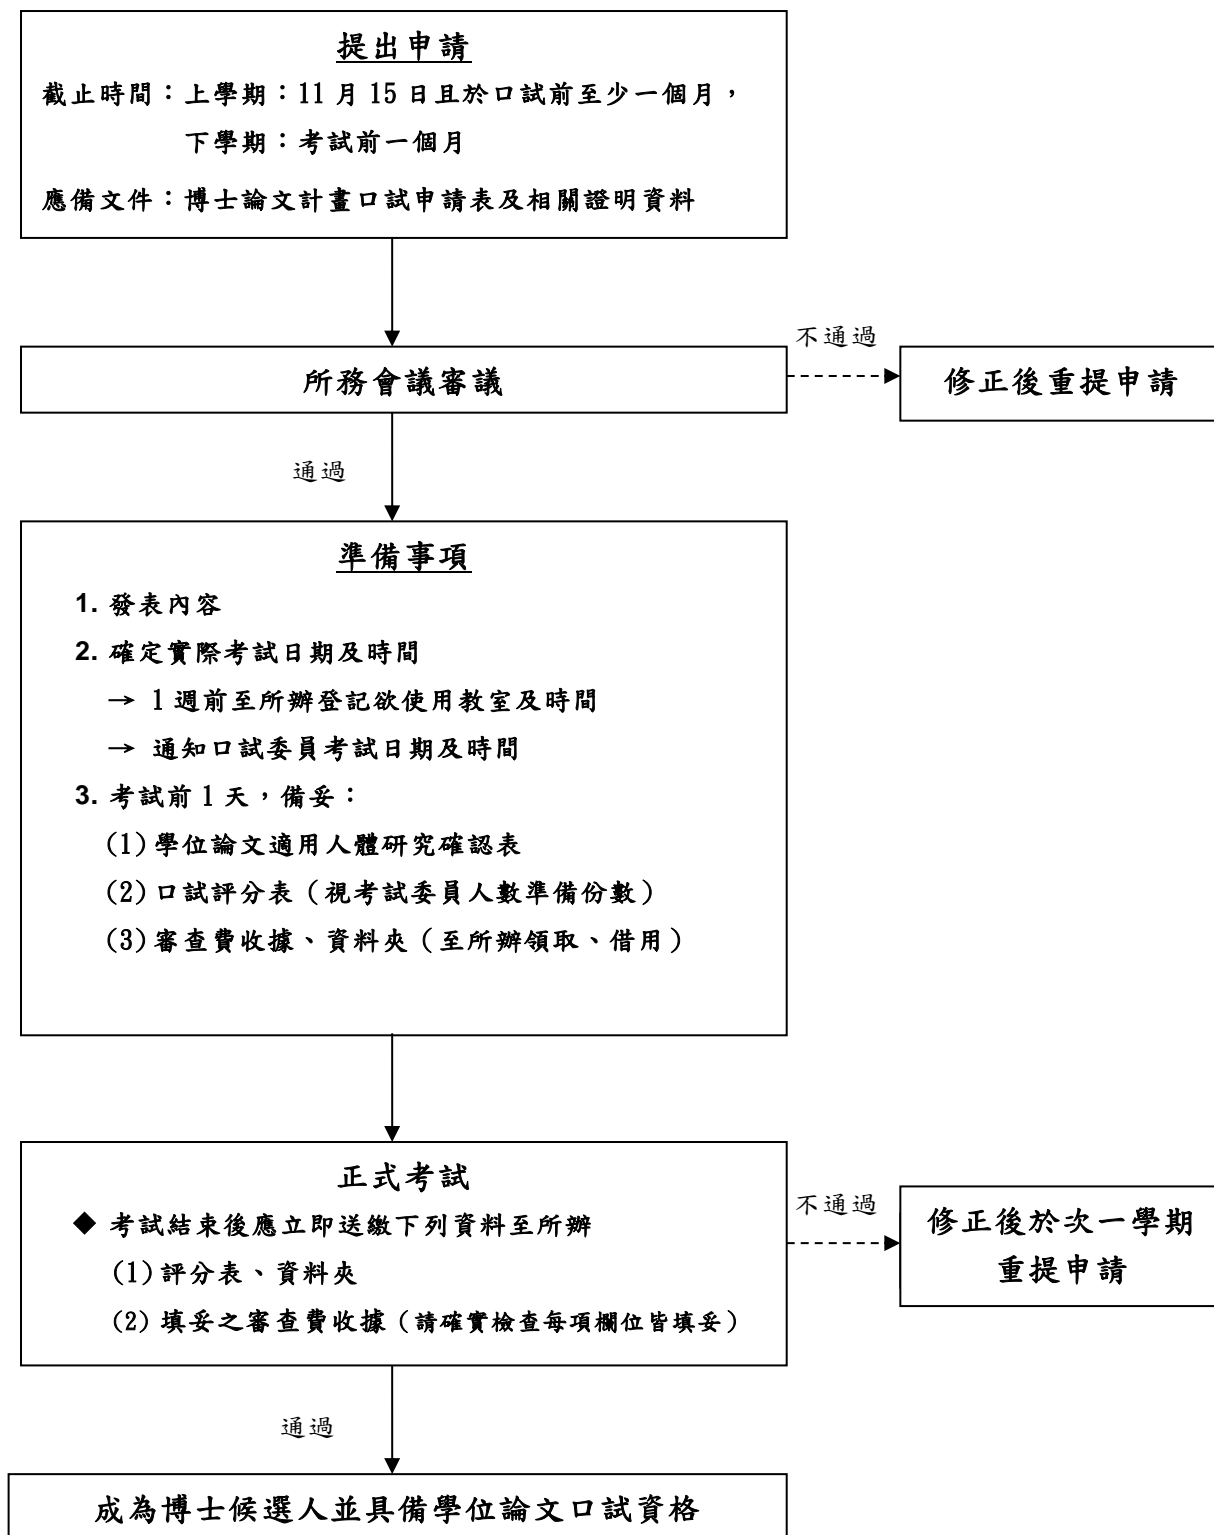 提出申請
截止時間：上學期：11 月 15 日且於口試前至少一個月，
下學期：考試前一個月
應備文件：博士論文計畫口試申請表及相關證明資料
不通過
所務會議審議
修正後重提申請
通過
準備事項
1. 發表內容
2. 確定實際考試日期及時間
→ 1 週前至所辦登記欲使用教室及時間
→ 通知口試委員考試日期及時間
3. 考試前 1 天，備妥：
(1)學位論文適用人體研究確認表
(2)口試評分表（視考試委員人數準備份數）
(3)審查費收據、資料夾（至所辦領取、借用）
正式考試
◆ 考試結束後應立即送繳下列資料至所辦
(1)評分表、資料夾
(2)填妥之審查費收據（請確實檢查每項欄位皆填妥）
不通過
修正後於次一學期
重提申請
通過
成為博士候選人並具備學位論文口試資格